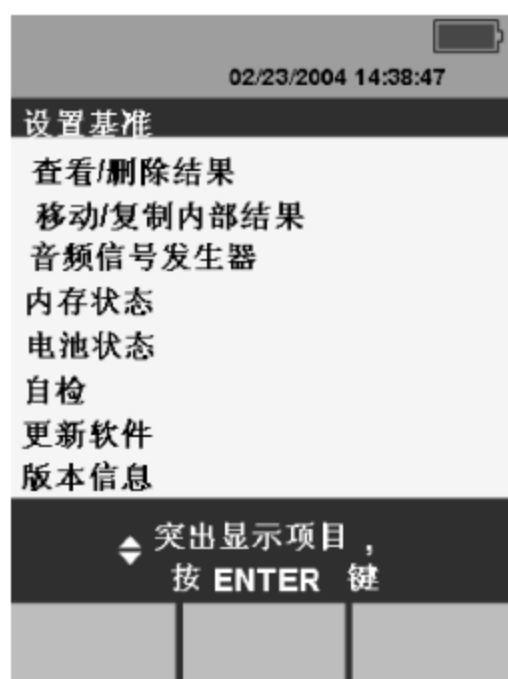 02/23/2004 14:38:47
设置基准
查看/删除结果
移动/复制内部结果
音频信号发生器
内存状态
电池状态
自检
更新软件
版本信息
突出显示项目，
按 ENTER 键